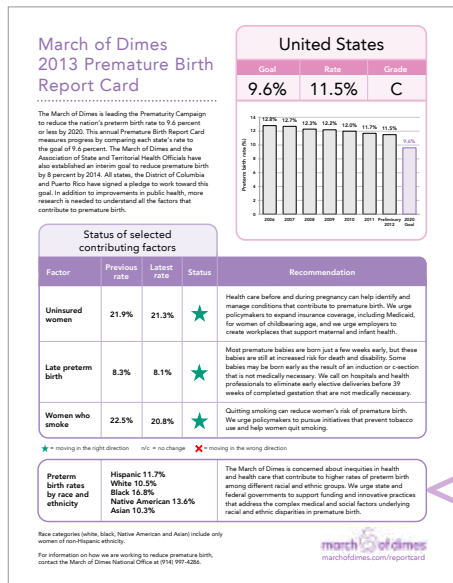 March of Dimes
2013 Premature Birth
Report Card
The March of Dimes is leading the Prematurity Campaign
to reduce the nation's preterm birth rate to 9.6 percent
or less by 2020. This annual Premature Birth Report Card
measures progress by comparing each state's rate to
the goal of 9.6 percent. The March of Dimes and the
Association of State and Territorial Health Officials have
also established an interim goal to reduce premature birth
by 8 percent by 2014. All states, the District of Columbia
and Puerto Rico have signed a pledge to work toward this
goal. In addition to improvements in public health, more
research is needed to understand all the factors that
contribute to premature birth.
United States
Goal Rate Grade
9.6% 11.5% C
Preterm birth rate (%)
14
12
10
8
6
4
2
0
12.8% 12.7% 12.3% 12.2% 12.0% 11.7% 11.5% 9.6%
2006 2007 2008 2009 2010 2011 Preliminary 2012 2020 Goal
Status of selected
contributing factors
Factor Previous rate Latest rate Status Recommendation
Uninsured women 21.9% 21.3%
Health care before and during pregnancy can help identify and
manage conditions that contribute to premature birth. We urge
policymakers to expand insurance coverage, including Medicaid,
for women of childbearing age, and we urge employers to
create workplaces that support maternal and infant health.
Late preterm birth 8.3% 8.1%
Most premature babies are born just a few weeks early, but these
babies are still at increased risk for death and disability. Some
babies may be born early as the result of an induction or c-section
that is not medically necessary. We call on hospitals and health
professionals to eliminate early elective deliveries before 39
weeks of completed gestation that are not medically necessary.
Women who smoke 22.5% 20.8%
Quitting smoking can reduce women's risk of premature birth.
We urge policymakers to pursue initiatives that prevent tobacco
use and help women quit smoking.
= moving in the right direction n/c = no change = moving in the wrong direction
Preterm
birth rates
by race and
ethnicity
Hispanic 11.7%
White 10.5%
Black 16.8%
Native American 13.6%
Asian 10.3%
The March of Dimes is concerned about inequities in health
and health care that contribute to higher rates of preterm birth
among different racial and ethnic groups. We urge state and
federal governments to support funding and innovative practices
that address the complex medical and social factors underlying
racial and ethnic disparities in premature birth.
Race categories (white, black, Native American and Asian) include only
women of non-Hispanic ethnicity.
For information on how we are working to reduce premature birth,
contact the March of Dimes National Office at (914) 997-4286.
march of dimes
marchofdimes.com/reportcard